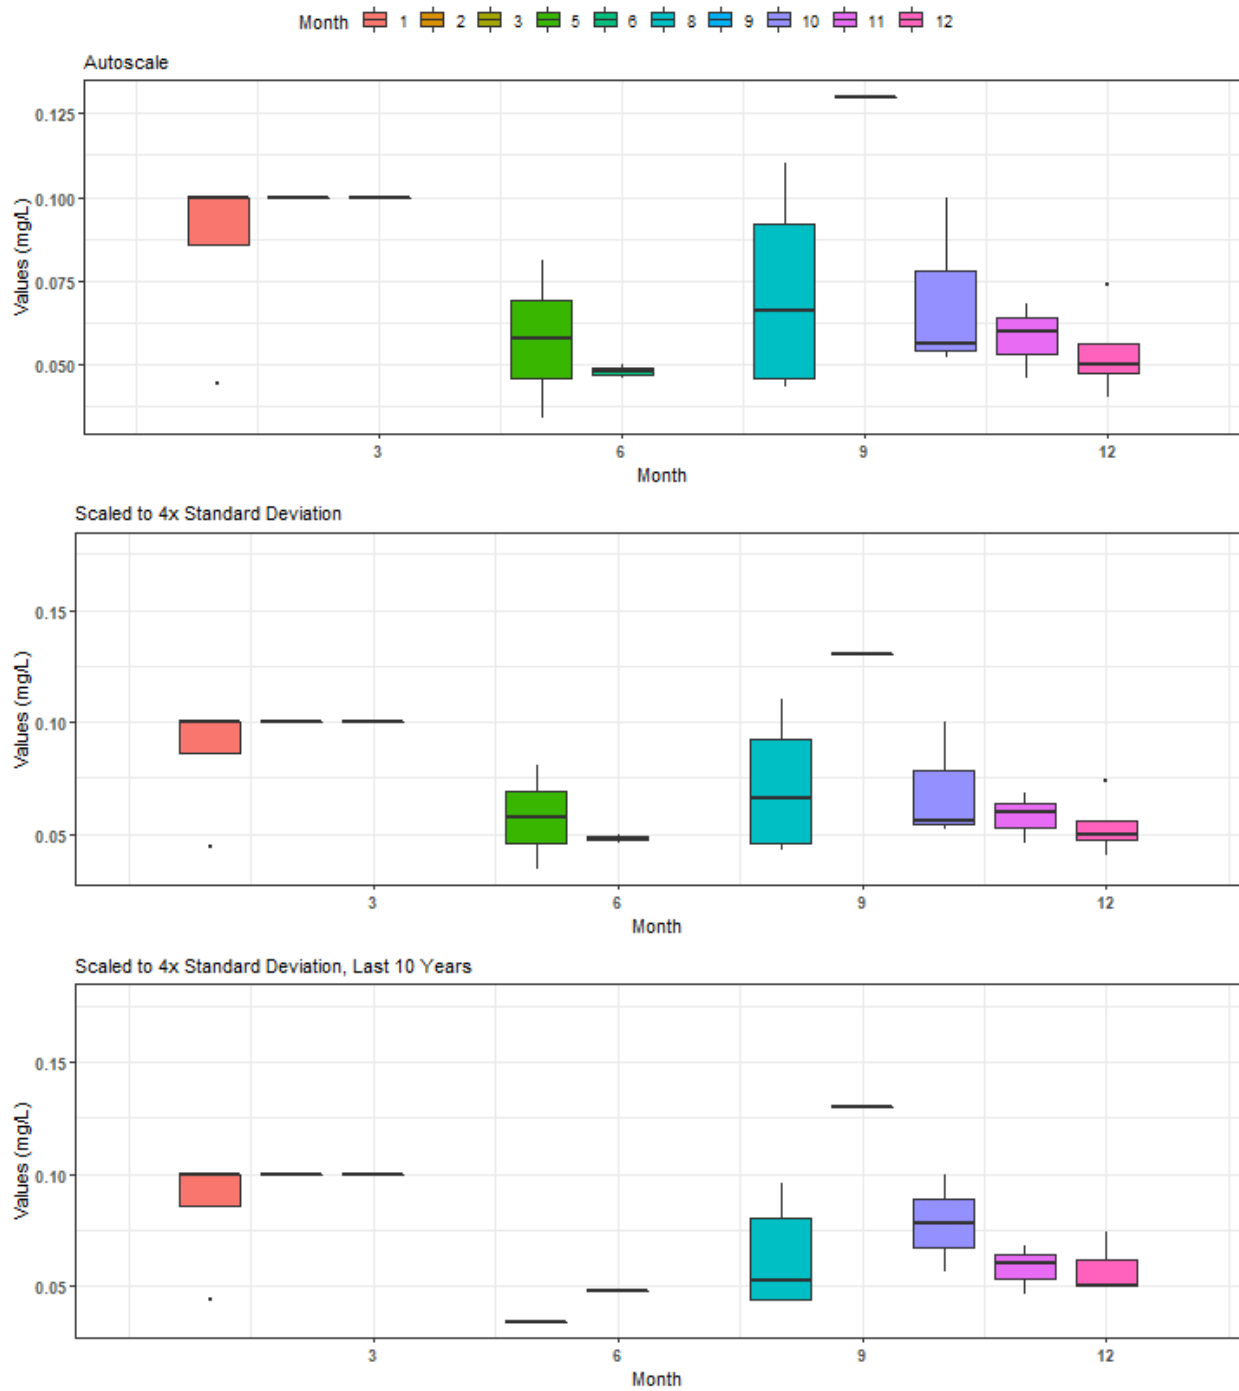 Month 1 2 3 5 6 8 9 10 11 12
Autoscale
Values (mg/L)
0.125
0.100
0.075
0.050
3 6 9 12
Month
Scaled to 4x Standard Deviation
Values (mg/L)
0.15
0.10
0.05
3 6 9 12
Month
Scaled to 4x Standard Deviation, Last 10 Years
Values (mg/L)
0.15
0.10
0.05
3 6 9 12
Month